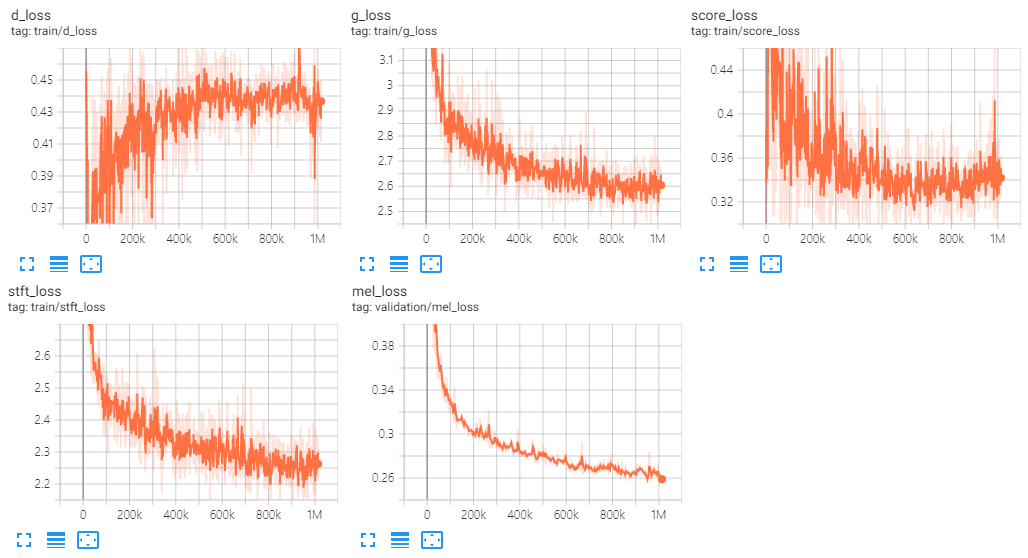 d_loss
tag: train/d_loss
0.45
0.43
0.41
0.39
0.37
0 200k 400k 600k 800k 1M
g_loss
tag: train/g_loss
3.1
3
2.9
2.8
2.7
2.6
2.5
0 200k 400k 600k 800k 1M
score_loss
tag: train/score_loss
0.44
0.4
0.36
0.32
0 200k 400k 600k 800k 1M
stft_loss
tag: train/stft_loss
2.6
2.5
2.4
2.3
2.2
0 200k 400k 600k 800k 1M
mel_loss
tag: validation/mel_loss
0.38
0.34
0.3
0.26
0 200k 400k 600k 800k 1M